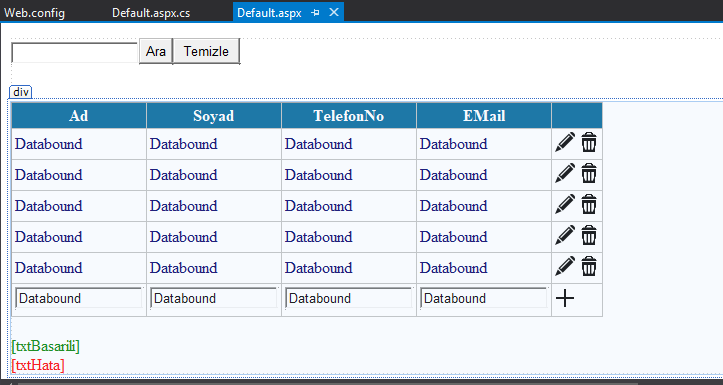 Web.config Default.aspx.cs Default.aspx
Ara Temizle
div
Ad Soyad TelefonNo EMail
Databound Databound Databound Databound
Databound Databound Databound Databound
Databound Databound Databound Databound
Databound Databound Databound Databound
Databound Databound Databound Databound
Databound Databound Databound Databound
[txtBasarili]
[txtHata]